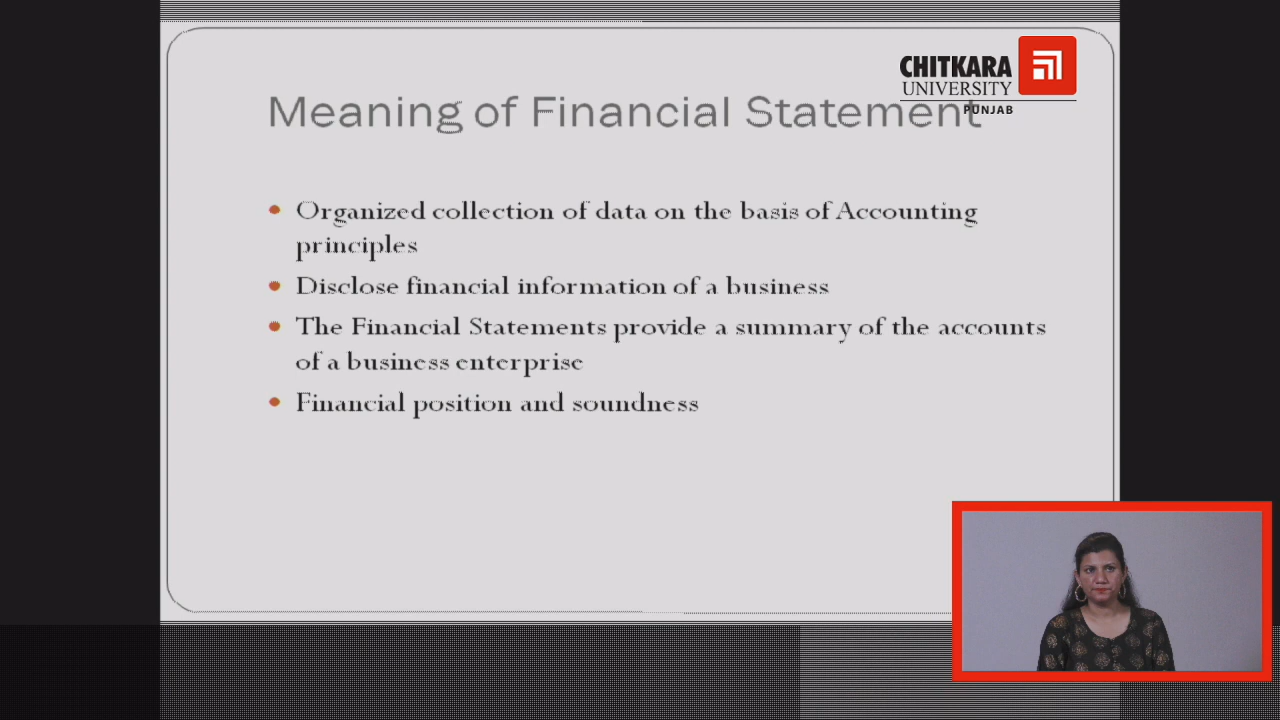 CHITKARA
UNIVERSITY
PUNJAB
Meaning of Financial Statement
Organized collection of data on the basis of Accounting
principles
Disclose financial information of a business
The Financial Statements provide a summary of the accounts
of a business enterprise
Financial position and soundness